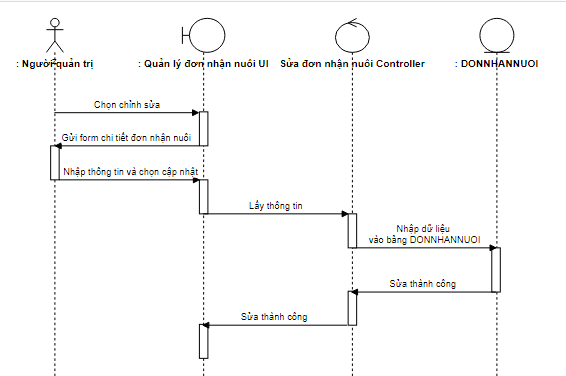 : Người quản trị
: Quản lý đơn nhận nuôi UI
Sửa đơn nhận nuôi Controller
: DONNHANNUOI
Chọn chỉnh sửa
Gửi form chi tiết đơn nhận nuôi
Nhập thông tin và chọn cập nhật
Lấy thông tin
Nhập dữ liệu
vào bảng DONNHANNUOI
Sửa thành công
Sửa thành công